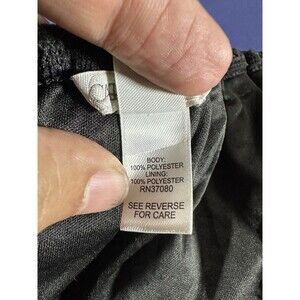 BODY:
100% POLYESTER
LINING:
100% POLYESTER
RN37080
SEE REVERSE
FOR CARE